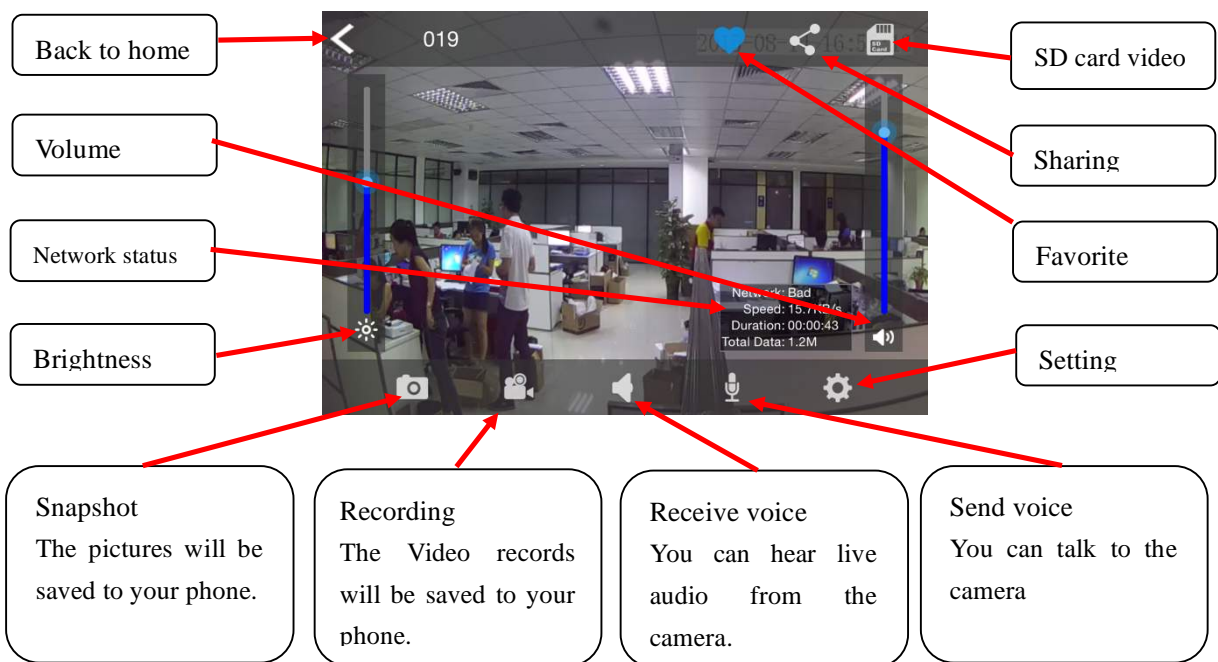 Back to home
019
SD card video
Volume
Sharing
Network status
Favorite
Network: Bad
Speed: 15.7KB/s
Duration: 00:00:43
Total Data: 1.2M
Brightness
Setting
Snapshot
The pictures will be
saved to your phone.
Recording
The Video records
will be saved to your
phone.
Receive voice
You can hear live
audio from the
camera.
Send voice
You can talk to the
camera
SD
Card